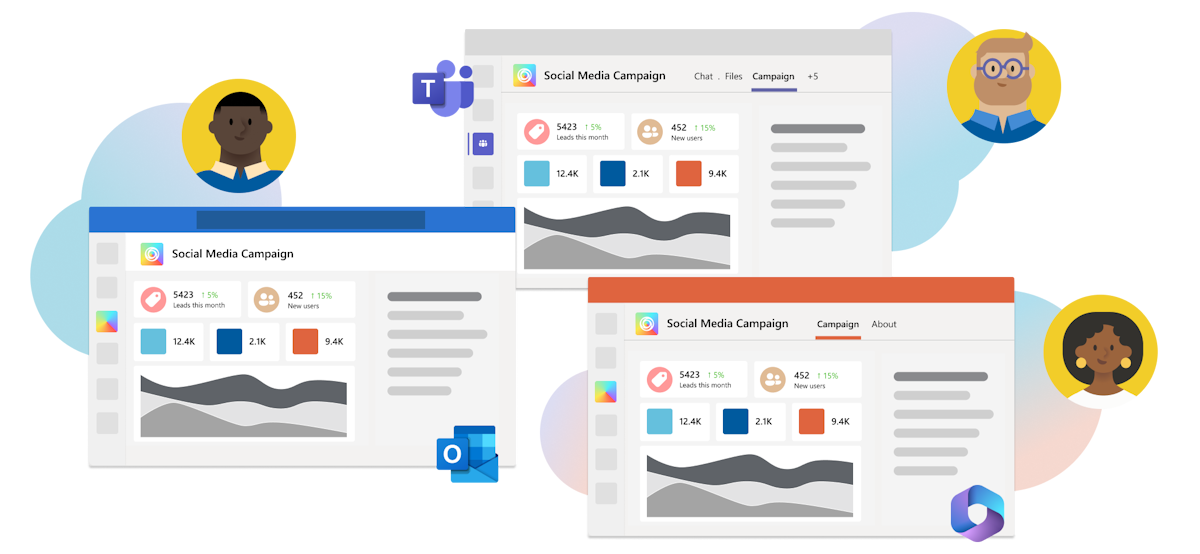 T
Social Media Campaign Chat . Files Campaign +5
5423 ↑ 5% 452 ↑ 15%
Leads this month New users
12.4K 2.1K 9.4K
Social Media Campaign
5423 ↑ 5% 452 ↑ 15%
Leads this month New users
12.4K 2.1K 9.4K
O
Social Media Campaign Campaign About
5423 ↑ 5% 452 ↑ 15%
Leads this month New users
12.4K 2.1K 9.4K